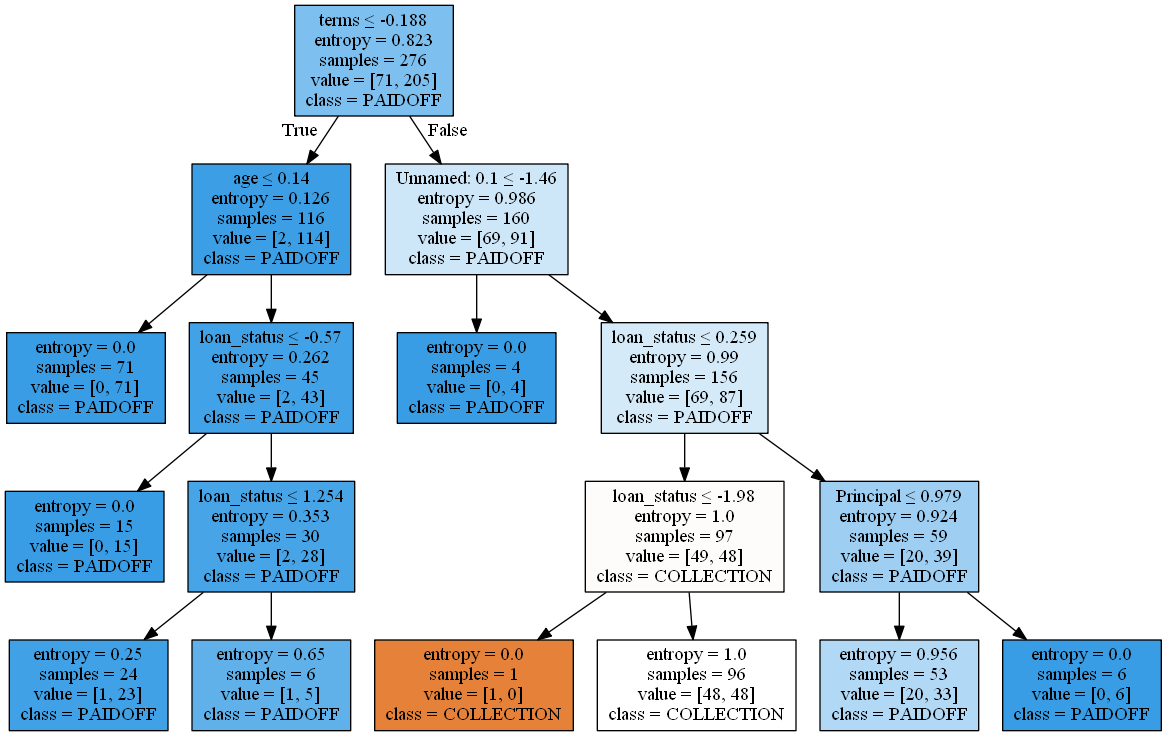 terms ≤ -0.188
entropy = 0.823
samples = 276
value = [71, 205]
class = PAIDOFF
True
False
age ≤ 0.14
entropy = 0.126
samples = 116
value = [2, 114]
class = PAIDOFF
Unnamed: 0.1 ≤ -1.46
entropy = 0.986
samples = 160
value = [69, 91]
class = PAIDOFF
entropy = 0.0
samples = 71
value = [0, 71]
class = PAIDOFF
loan_status ≤ -0.57
entropy = 0.262
samples = 45
value = [2, 43]
class = PAIDOFF
entropy = 0.0
samples = 4
value = [0, 4]
class = PAIDOFF
loan_status ≤ 0.259
entropy = 0.99
samples = 156
value = [69, 87]
class = PAIDOFF
entropy = 0.0
samples = 15
value = [0, 15]
class = PAIDOFF
loan_status ≤ 1.254
entropy = 0.353
samples = 30
value = [2, 28]
class = PAIDOFF
loan_status ≤ -1.98
entropy = 1.0
samples = 97
value = [49, 48]
class = COLLECTION
Principal ≤ 0.979
entropy = 0.924
samples = 59
value = [20, 39]
class = PAIDOFF
entropy = 0.25
samples = 24
value = [1, 23]
class = PAIDOFF
entropy = 0.65
samples = 6
value = [1, 5]
class = PAIDOFF
entropy = 0.0
samples = 1
value = [1, 0]
class = COLLECTION
entropy = 1.0
samples = 96
value = [48, 48]
class = COLLECTION
entropy = 0.956
samples = 53
value = [20, 33]
class = PAIDOFF
entropy = 0.0
samples = 6
value = [0, 6]
class = PAIDOFF